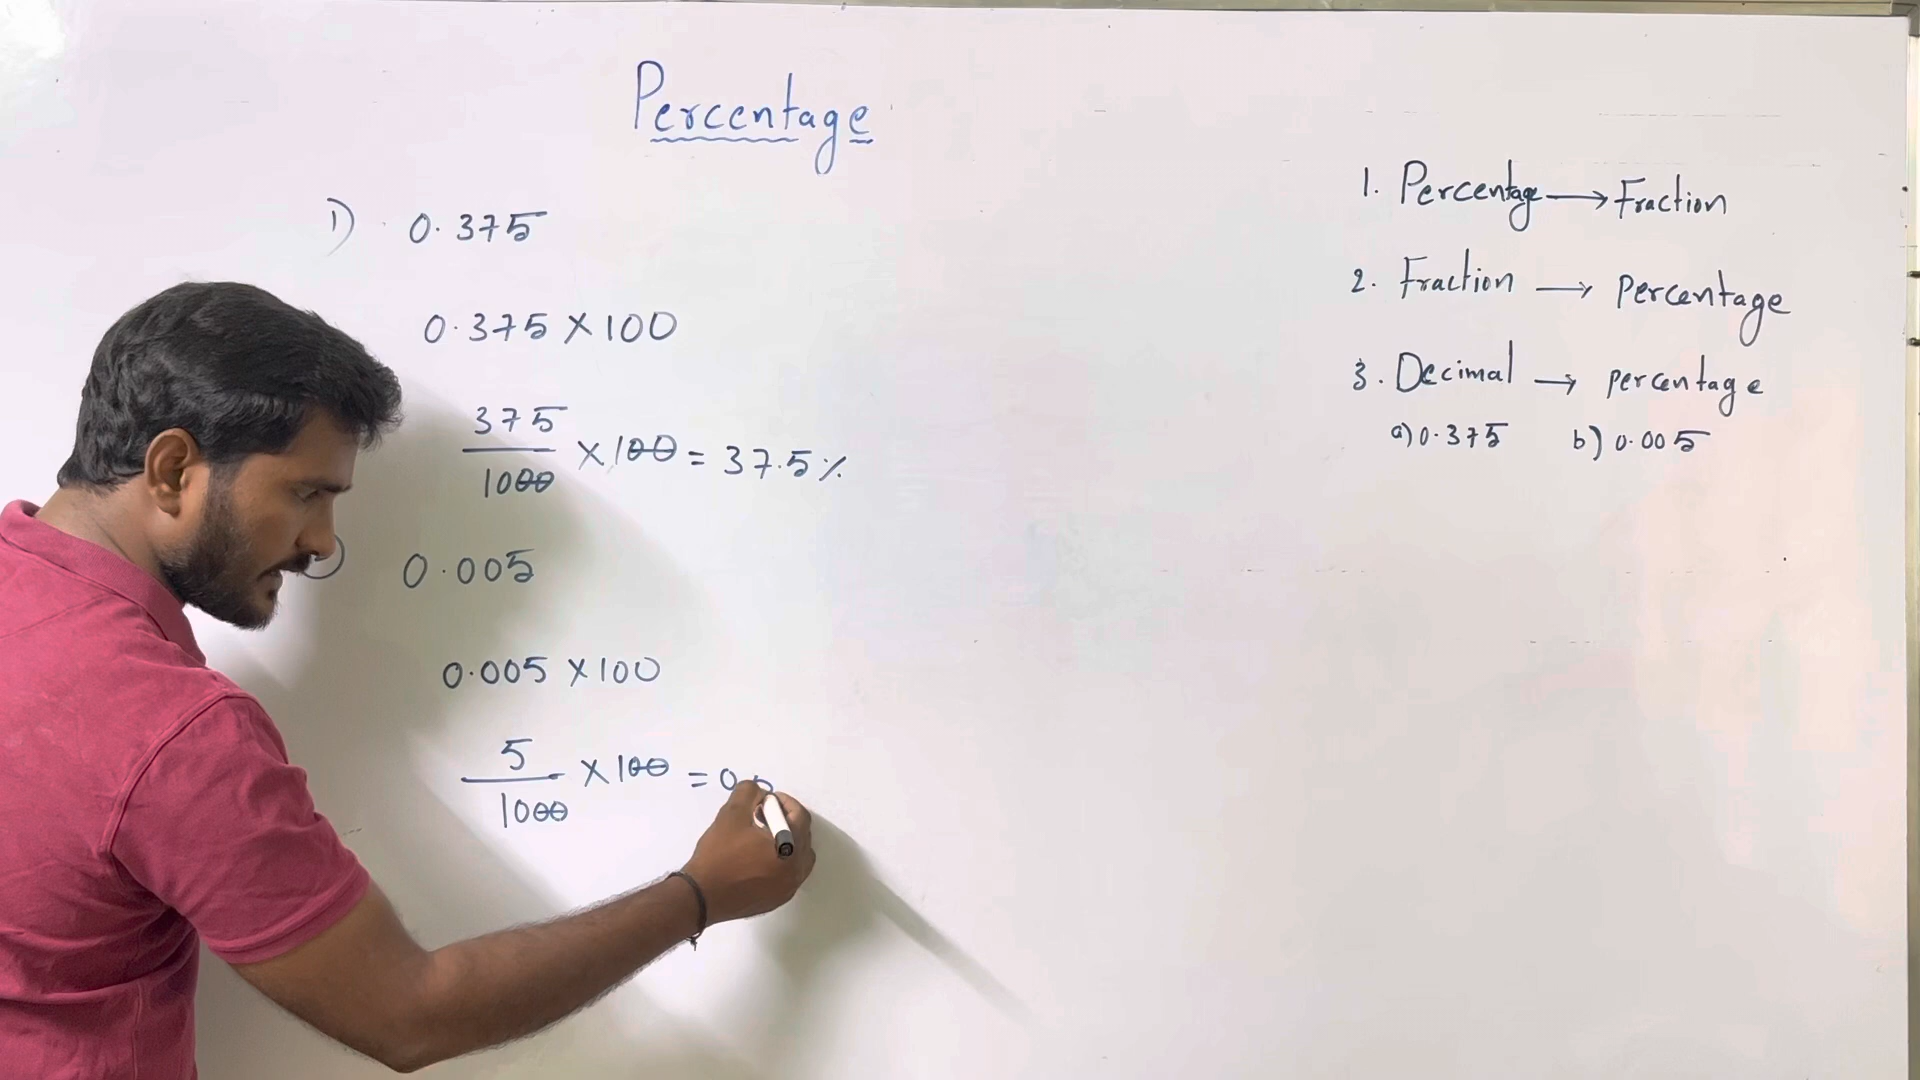 Percentage
1) 0.375
0.375 × 100
375
1000
× 100 = 37.5%
0.005
0.005 × 100
5
1000
× 100 = 0.
1. Percentage → Fraction
2. Fraction → percentage
3. Decimal → percentage
a) 0.375 b) 0.005